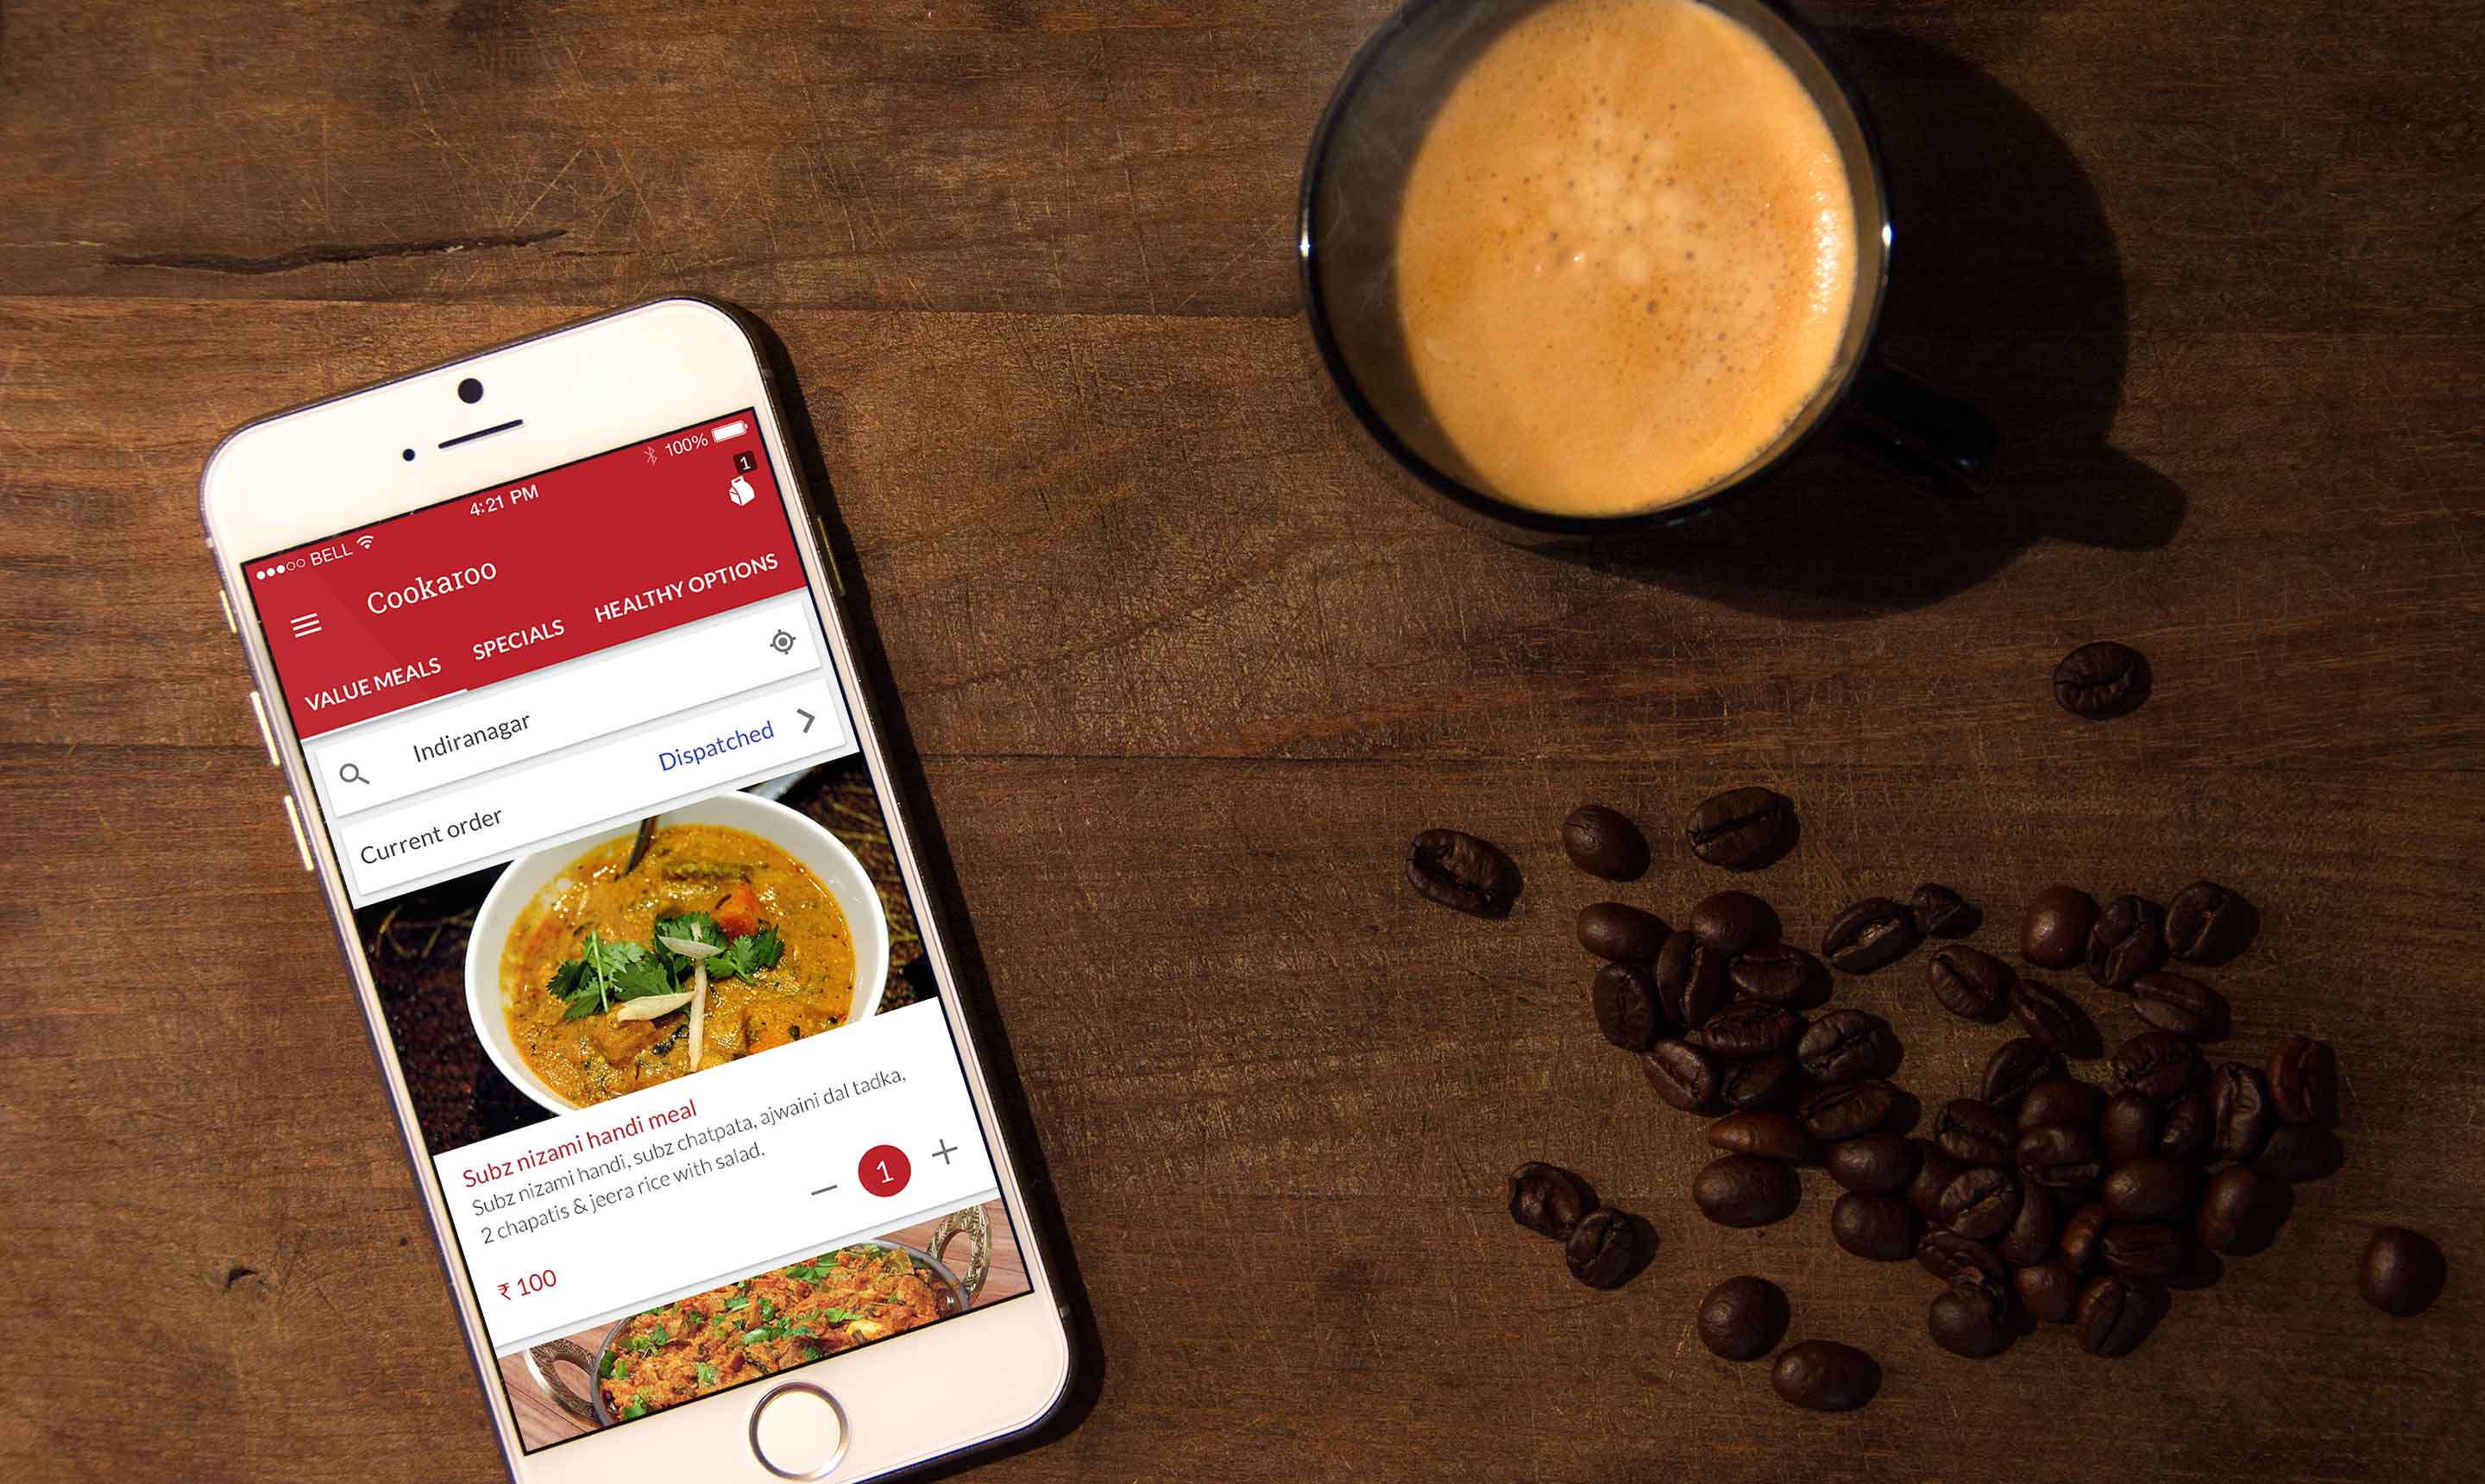 BELL
4:21 PM
100%
1
Cookaroo
VALUE MEALS
SPECIALS
HEALTHY OPTIONS
Indiranagar
Current order
Dispatched
Subz nizami handi meal
Subz nizami handi, subz chatpata, ajwaini dal tadka,
2 chapatis & jeera rice with salad.
1
₹ 100